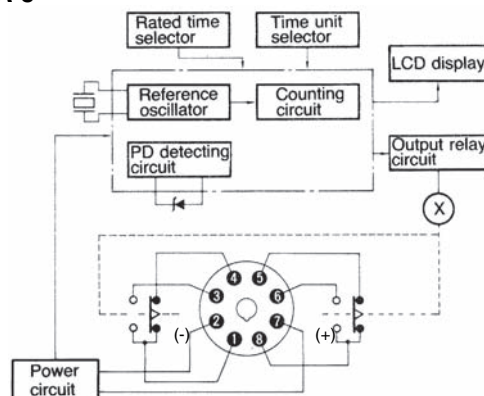 Rated time
selector
Time unit
selector
LCD display
Reference
oscillator
Counting
circuit
PD detecting
circuit
Output relay
circuit
X
4 5
3 6
(-) 2 7 (+)
1 8
Power
circuit